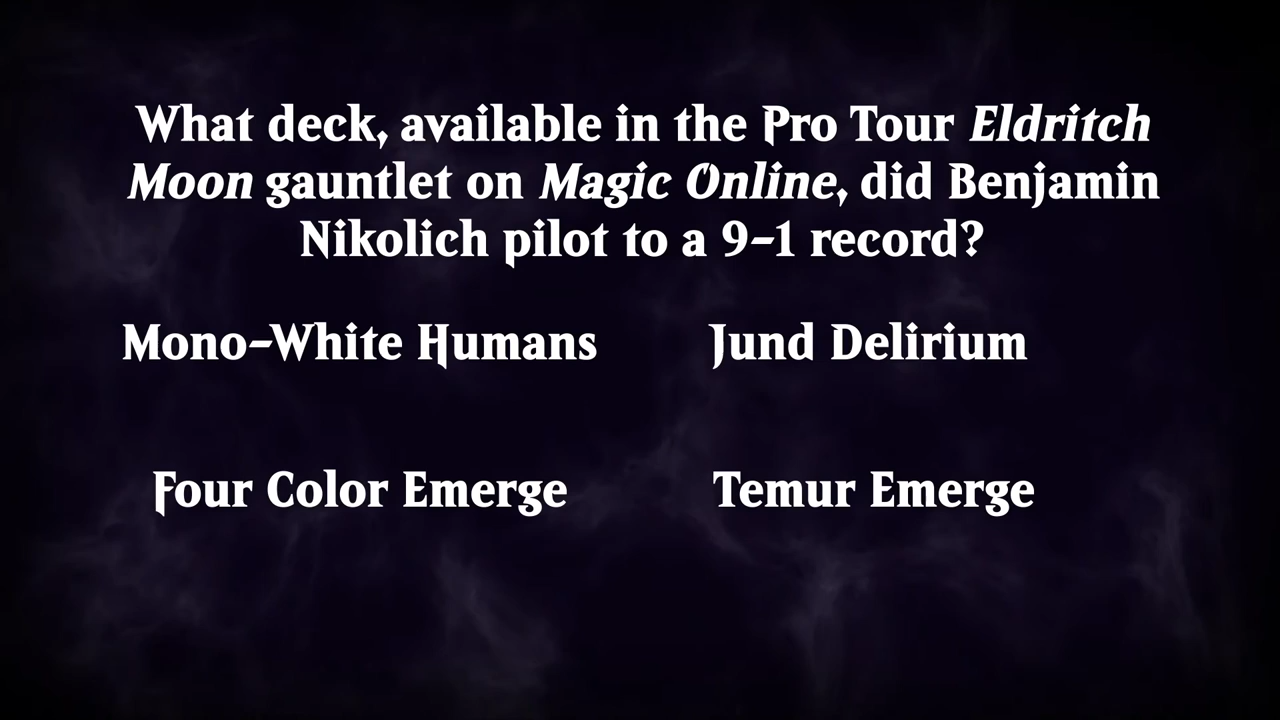 What deck, available in the Pro Tour Eldritch
Moon gauntlet on Magic Online, did Benjamin
Nikolich pilot to a 9-1 record?
Mono-White Humans
Jund Delirium
Four Color Emerge
Temur Emerge